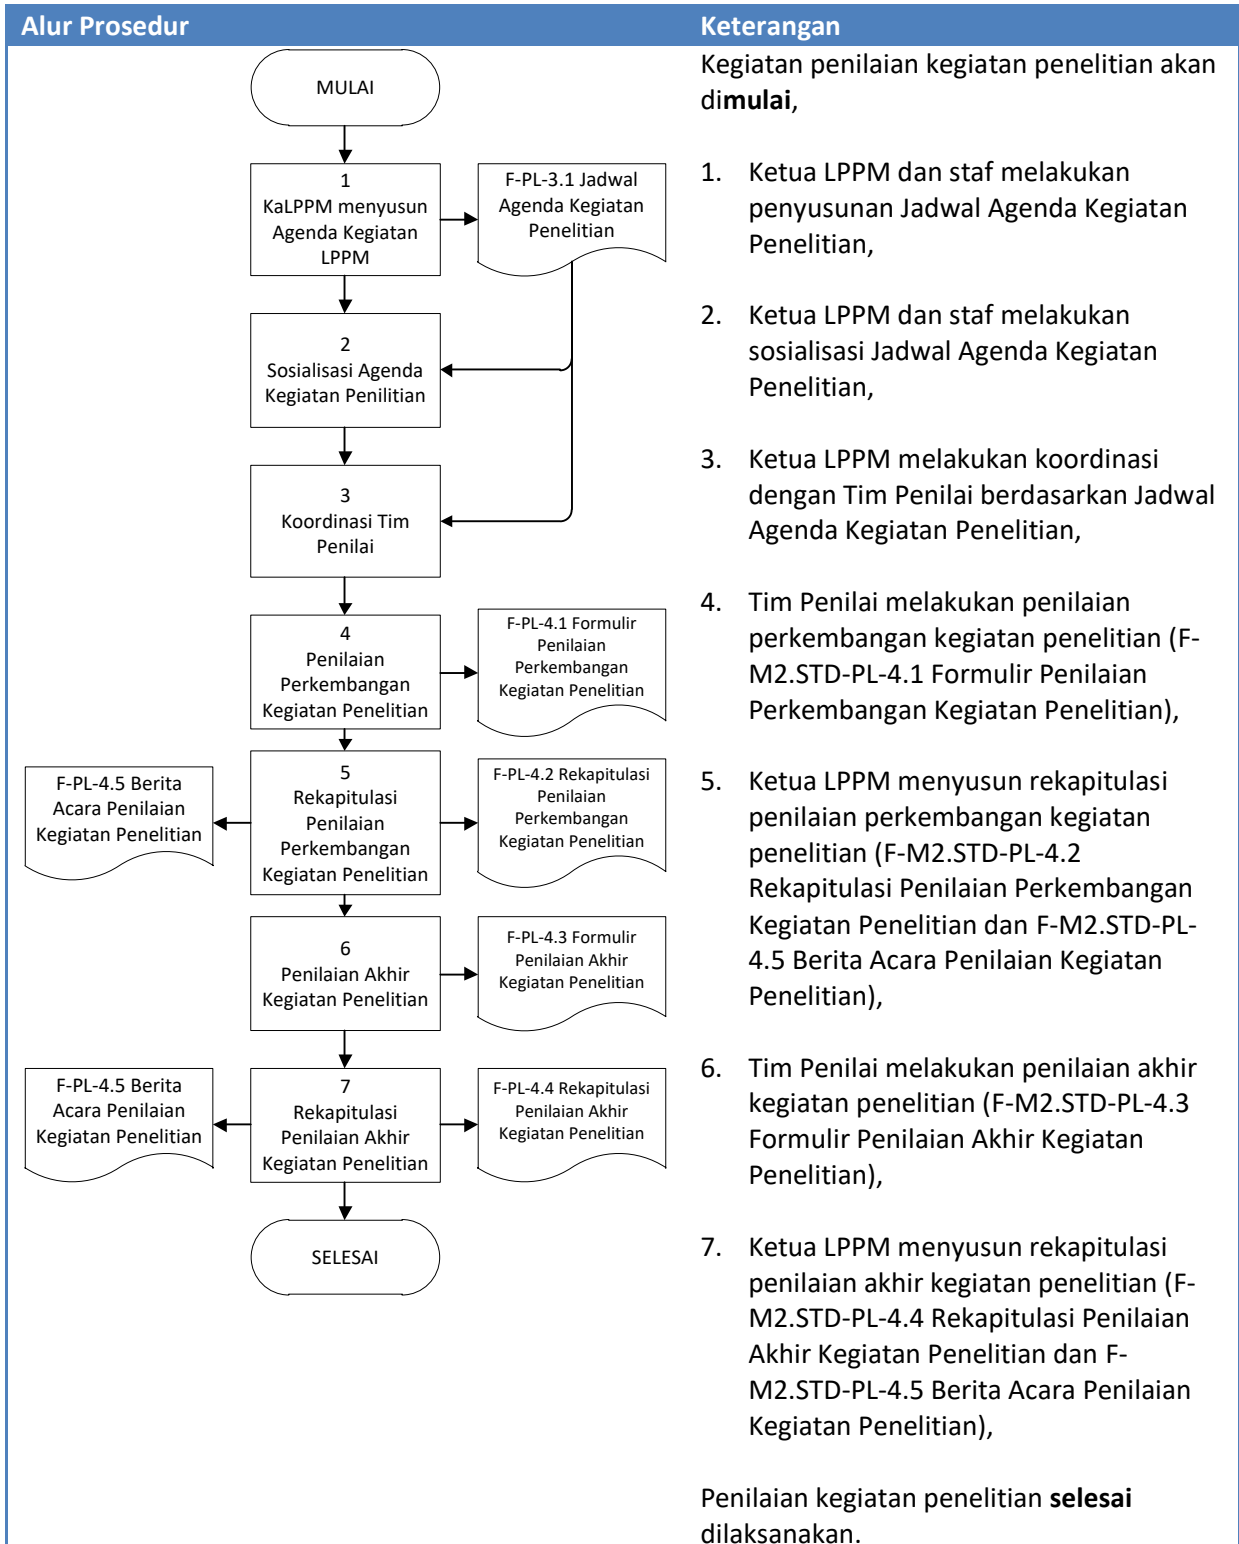 Alur Prosedur
Keterangan
MULAI
1
KaLPPM menyusun
Agenda Kegiatan
LPPM
F-PL-3.1 Jadwal
Agenda Kegiatan
Penelitian
2
Sosialisasi Agenda
Kegiatan Penilitian
3
Koordinasi Tim
Penilai
4
Penilaian
Perkembangan
Kegiatan Penelitian
F-PL-4.1 Formulir
Penilaian
Perkembangan
Kegiatan Penelitian
F-PL-4.5 Berita
Acara Penilaian
Kegiatan Penelitian
5
Rekapitulasi
Penilaian
Perkembangan
Kegiatan Penelitian
F-PL-4.2 Rekapitulasi
Penilaian
Perkembangan
Kegiatan Penelitian
6
Penilaian Akhir
Kegiatan Penelitian
F-PL-4.3 Formulir
Penilaian Akhir
Kegiatan Penelitian
F-PL-4.5 Berita
Acara Penilaian
Kegiatan Penelitian
7
Rekapitulasi
Penilaian Akhir
Kegiatan Penelitian
F-PL-4.4 Rekapitulasi
Penilaian Akhir
Kegiatan Penelitian
SELESAI
Kegiatan penilaian kegiatan penelitian akan
dimulai,
1. Ketua LPPM dan staf melakukan
penyusunan Jadwal Agenda Kegiatan
Penelitian,
2. Ketua LPPM dan staf melakukan
sosialisasi Jadwal Agenda Kegiatan
Penelitian,
3. Ketua LPPM melakukan koordinasi
dengan Tim Penilai berdasarkan Jadwal
Agenda Kegiatan Penelitian,
4. Tim Penilai melakukan penilaian
perkembangan kegiatan penelitian (F-
M2.STD-PL-4.1 Formulir Penilaian
Perkembangan Kegiatan Penelitian),
5. Ketua LPPM menyusun rekapitulasi
penilaian perkembangan kegiatan
penelitian (F-M2.STD-PL-4.2
Rekapitulasi Penilaian Perkembangan
Kegiatan Penelitian dan F-M2.STD-PL-
4.5 Berita Acara Penilaian Kegiatan
Penelitian),
6. Tim Penilai melakukan penilaian akhir
kegiatan penelitian (F-M2.STD-PL-4.3
Formulir Penilaian Akhir Kegiatan
Penelitian),
7. Ketua LPPM menyusun rekapitulasi
penilaian akhir kegiatan penelitian (F-
M2.STD-PL-4.4 Rekapitulasi Penilaian
Akhir Kegiatan Penelitian dan F-
M2.STD-PL-4.5 Berita Acara Penilaian
Kegiatan Penelitian),
Penilaian kegiatan penelitian selesai
dilaksanakan.